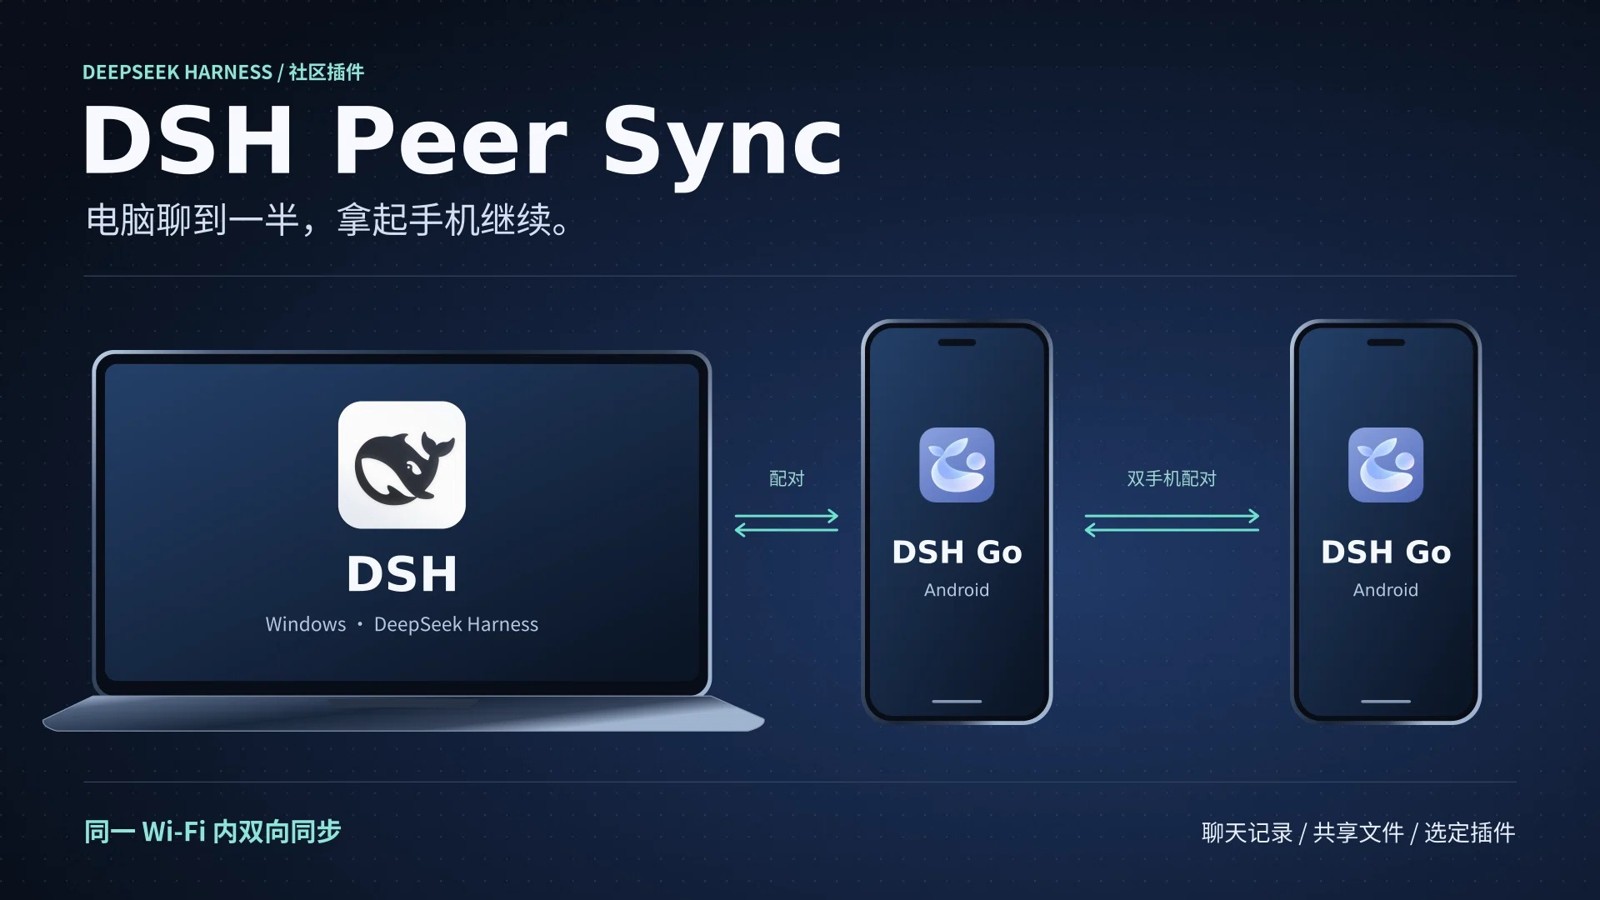 DEEPSEEK HARNESS / 社区插件
DSH Peer Sync
电脑聊到一半，拿起手机继续。
DSH
Windows · DeepSeek Harness
配对
DSH Go
Android
双手机配对
DSH Go
Android
同一 Wi-Fi 内双向同步
聊天记录 / 共享文件 / 选定插件